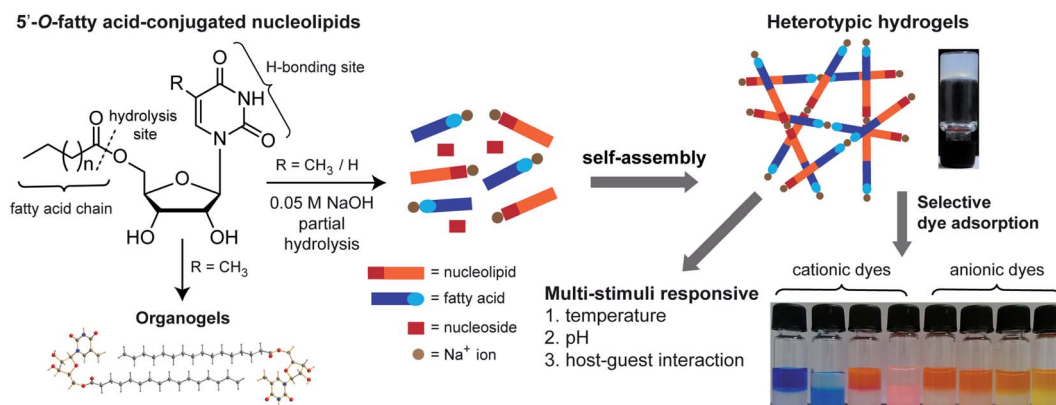 5'-O-fatty acid-conjugated nucleolipids
R
O
H-bonding site
NH
O
hydrolysis
site
N
O
n
O
O
fatty acid chain
HO
OH
R = CH3 / H
0.05 M NaOH
partial
hydrolysis
R = CH3
Organogels
= nucleolipid
= fatty acid
= nucleoside
= Na+ ion
self-assembly
Heterotypic hydrogels
Selective
dye adsorption
Multi-stimuli responsive
1. temperature
2. pH
3. host-guest interaction
cationic dyes
anionic dyes